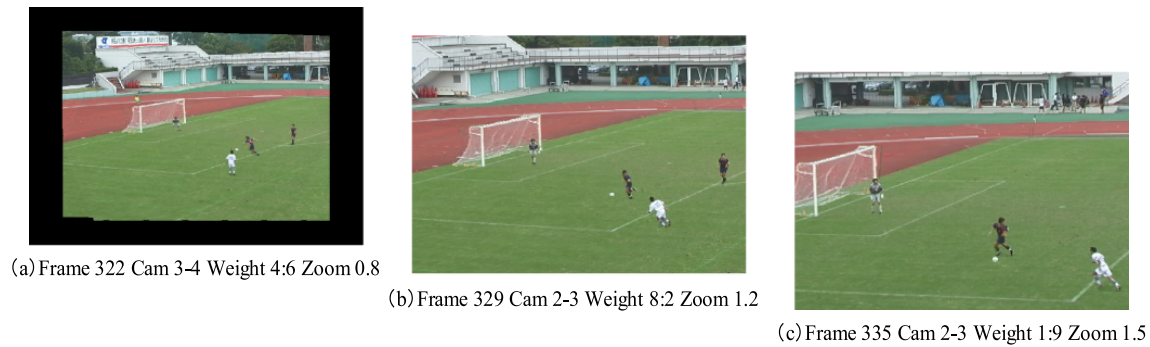 (a)Frame 322 Cam 3-4 Weight 4:6 Zoom 0.8
(b)Frame 329 Cam 2-3 Weight 8:2 Zoom 1.2
(c)Frame 335 Cam 2-3 Weight 1:9 Zoom 1.5